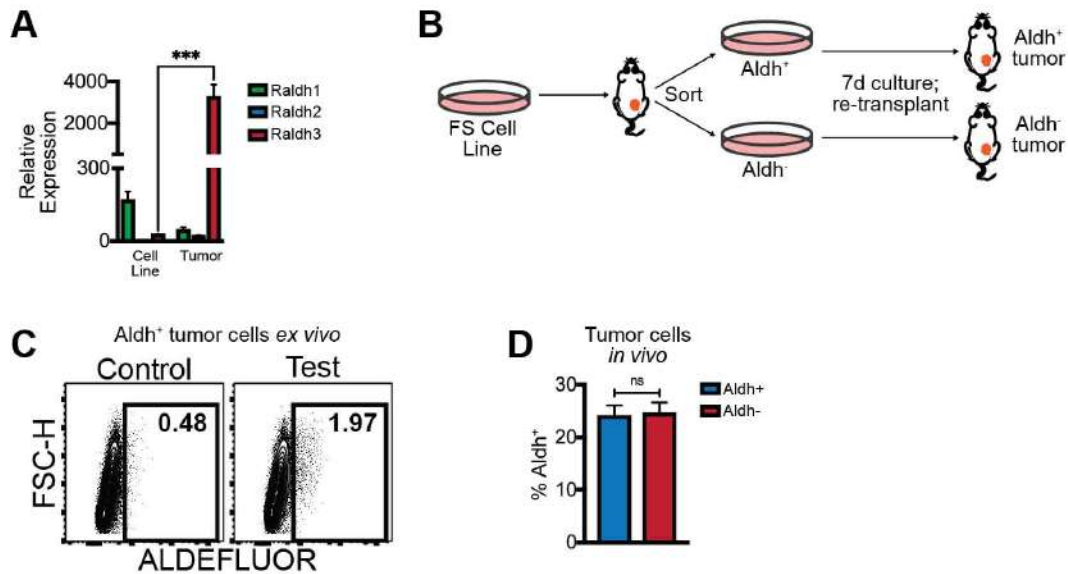 A
***
4000
2000
300
0
Relative
Expression
Raldh1
Raldh2
Raldh3
Cell
Line
Tumor
B
FS Cell
Line
Sort
Aldh+
Aldh-
7d culture;
re-transplant
Aldh+
tumor
Aldh-
tumor
C
Aldh+ tumor cells ex vivo
Control
Test
0.48
1.97
FSC-H
ALDEFLUOR
D
Tumor cells
in vivo
ns
30
20
10
0
% Aldh+
Aldh+
Aldh-